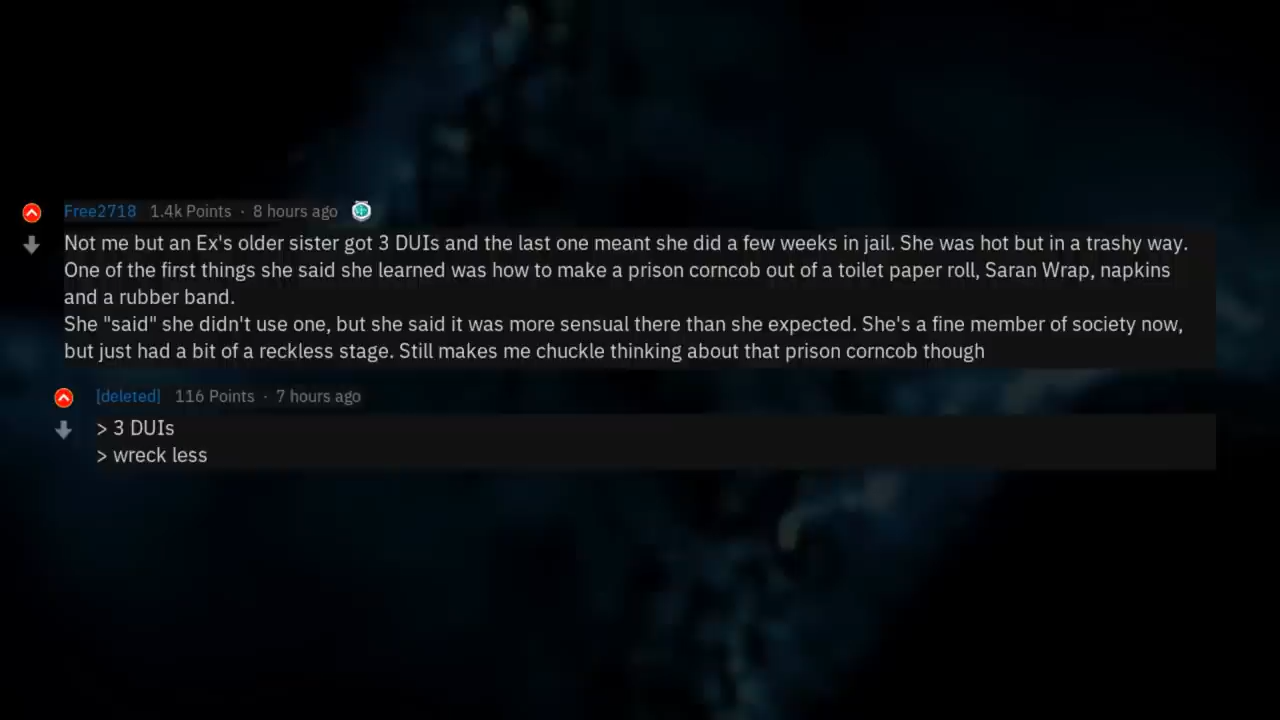 Free2718 1.4k Points · 8 hours ago
Not me but an Ex's older sister got 3 DUIs and the last one meant she did a few weeks in jail. She was hot but in a trashy way.
One of the first things she said she learned was how to make a prison corncob out of a toilet paper roll, Saran Wrap, napkins
and a rubber band.
She "said" she didn't use one, but she said it was more sensual there than she expected. She's a fine member of society now,
but just had a bit of a reckless stage. Still makes me chuckle thinking about that prison corncob though
[deleted] 116 Points · 7 hours ago
> 3 DUIs
> wreck less